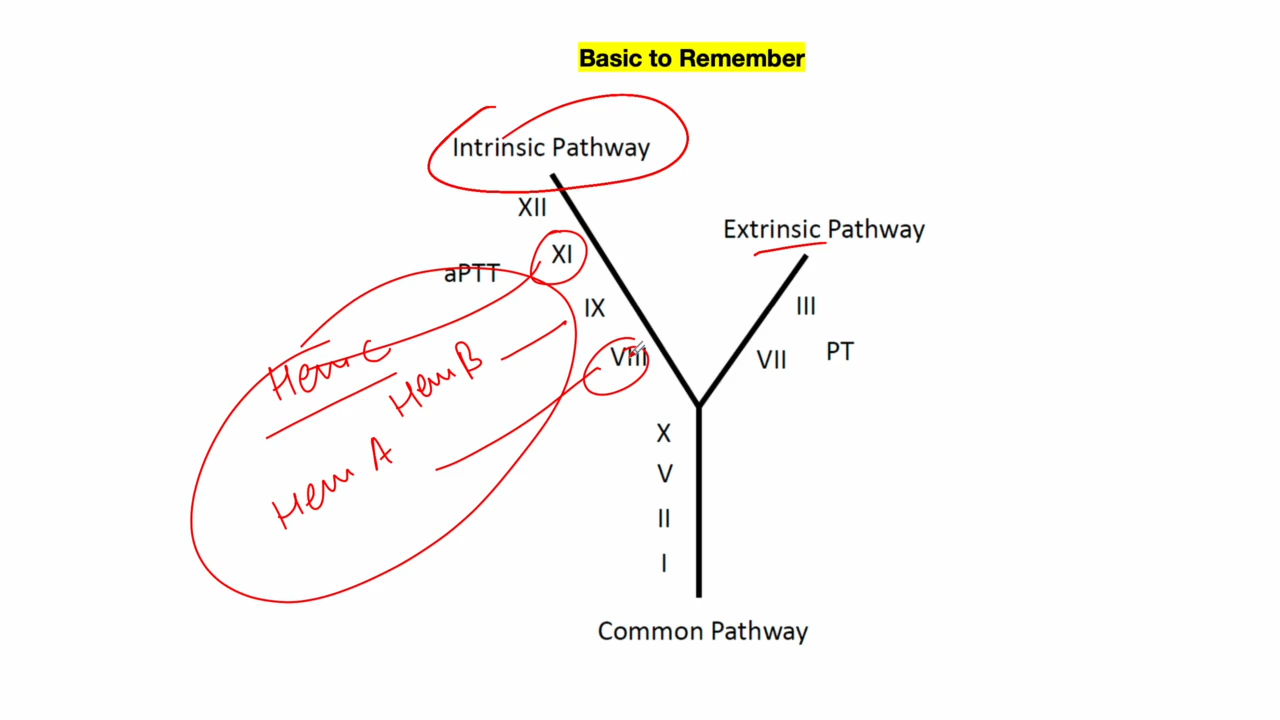 Basic to Remember
Intrinsic Pathway
XII
Extrinsic Pathway
XI
aPTT
IX
III
VIII
VII
PT
Hem C
Hem B
Hem A
X
V
II
I
Common Pathway